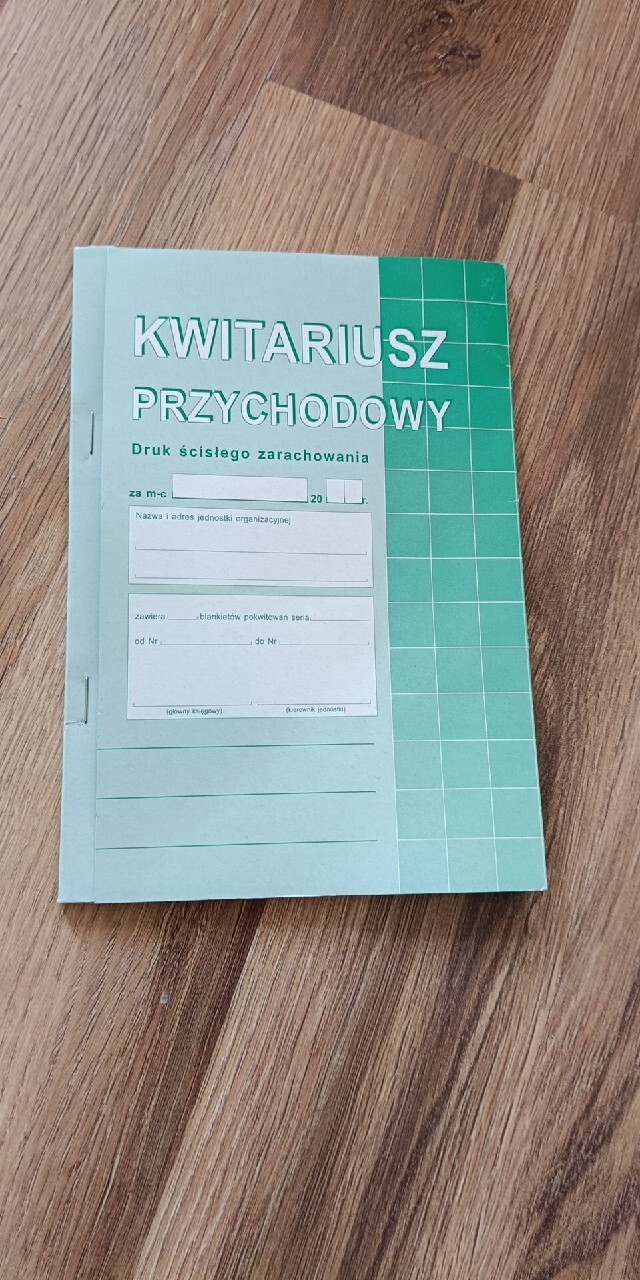 KWITARIUSZ
PRZYCHODOWY
Druk ścisłego zarachowania
za m-c 20 r.
Nazwa i adres jednostki organizacyjnej
zawiera blankietów pokwitowań seria
od Nr do Nr
(główny księgowy) (kierownik jednostki)